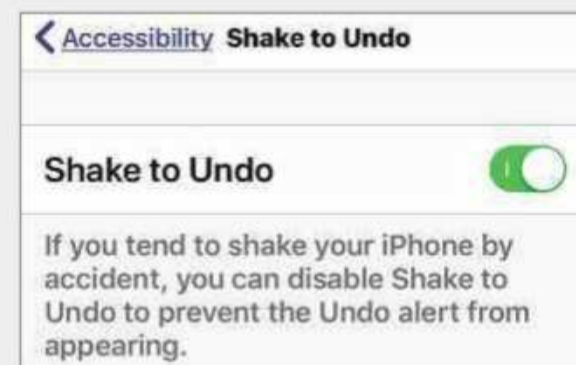 Accessibility Shake to Undo
Shake to Undo
If you tend to shake your iPhone by
accident, you can disable Shake to
Undo to prevent the Undo alert from
appearing.